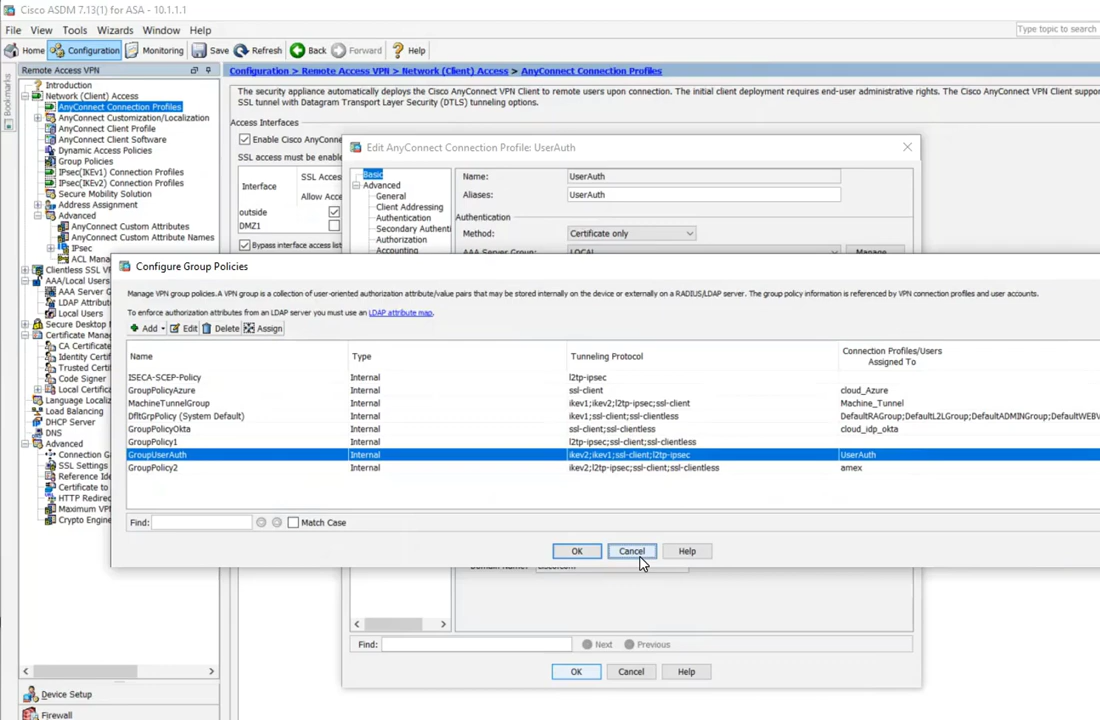 Cisco ASDM 7.13(1) for ASA - 10.1.1.1
File View Tools Wizards Window Help
Type topic to search
Home Configuration Monitoring Save Refresh Back Forward Help
Bookmarks
Remote Access VPN
Introduction
Network (Client) Access
AnyConnect Connection Profiles
AnyConnect Customization/Localization
AnyConnect Client Profile
AnyConnect Client Software
Dynamic Access Policies
Group Policies
IPsec(IKEv1) Connection Profiles
IPsec(IKEv2) Connection Profiles
Secure Mobility Solution
Address Assignment
Advanced
AnyConnect Custom Attributes
AnyConnect Custom Attribute Names
IPsec
ACL Mana
Clientless SSL VP
AAA/Local Users
AAA Server G
LDAP Attribut
Local Users
Secure Desktop
Certificate Manag
CA Certificate
Identity Certif
Trusted Certif
Code Signer
Local Certifica
Language Localiz
Load Balancing
DHCP Server
DNS
Advanced
Connection G
SSL Settings
Reference Ide
Certificate to
HTTP Redirec
Maximum VPN
Crypto Engine
Device Setup
Firewall
Configuration > Remote Access VPN > Network (Client) Access > AnyConnect Connection Profiles
The security appliance automatically deploys the Cisco AnyConnect VPN Client to remote users upon connection. The initial client deployment requires end-user administrative rights. The Cisco AnyConnect VPN Client suppo
SSL tunnel with Datagram Transport Layer Security (DTLS) tunneling options.
Access Interfaces
Enable Cisco AnyConne
SSL access must be enable
Interface
SSL Acces
Allow Acce
outside
DMZ1
Bypass interface access list
Edit AnyConnect Connection Profile: UserAuth
Basic
Advanced
General
Client Addressing
Authentication
Secondary Authenti
Authorization
Accounting
Name: UserAuth
Aliases: UserAuth
Authentication
Method: Certificate only
AAA Server Group: LOCAL Manage...
Configure Group Policies
Manage VPN group policies.A VPN group is a collection of user-oriented authorization attribute/value pairs that may be stored internally on the device or externally on a RADIUS/LDAP server. The group policy information is referenced by VPN connection profiles and user accounts.
To enforce authorization attributes from an LDAP server you must use an LDAP attribute map.
Add Edit Delete Assign
Name Type Tunneling Protocol Connection Profiles/Users Assigned To
ISECA-SCEP-Policy Internal l2tp-ipsec
GroupPolicyAzure Internal ssl-client cloud_Azure
MachineTunnelGroup Internal ikev1;ikev2;l2tp-ipsec;ssl-client Machine_Tunnel
DfltGrpPolicy (System Default) Internal ikev1;ssl-client;ssl-clientless DefaultRAGroup;DefaultL2LGroup;DefaultADMINGroup;DefaultWEBV
GroupPolicyOkta Internal ssl-client;ssl-clientless cloud_idp_okta
GroupPolicy1 Internal l2tp-ipsec;ssl-client;ssl-clientless
GroupUserAuth Internal ikev2;ikev1;ssl-client;l2tp-ipsec UserAuth
GroupPolicy2 Internal ikev2;l2tp-ipsec;ssl-client;ssl-clientless amex
Find: Match Case
OK Cancel Help
Domain Name:
Find: Next Previous
OK Cancel Help